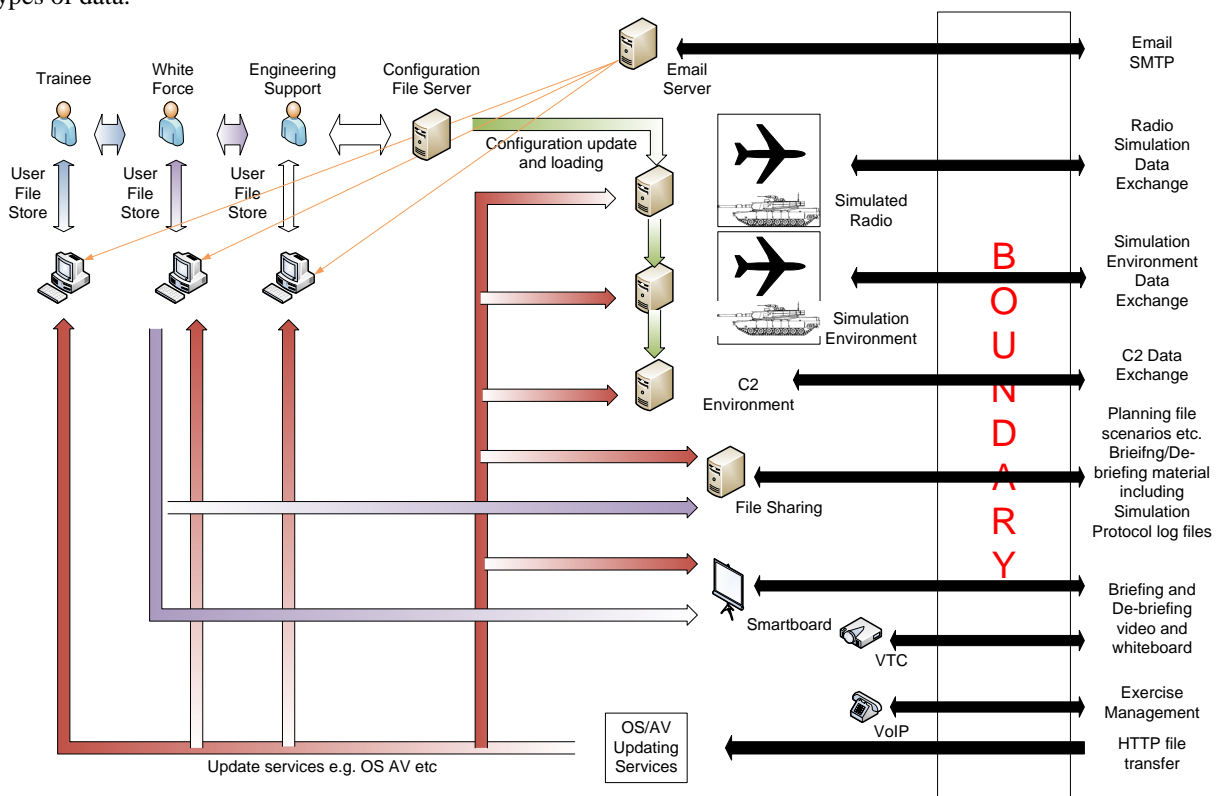 ypes of data.
Trainee
White
Force
Engineering
Support
Configuration
File Server
Email
Server
Email
SMTP
User
File
Store
User
File
Store
User
File
Store
Configuration update
and loading
Simulated
Radio
Radio
Simulation
Data
Exchange
Simulation
Environment
Simulation
Environment
Data
Exchange
C2
Environment
C2 Data
Exchange
File Sharing
Planning file
scenarios etc.
Brieifng/De-
briefing material
including
Simulation
Protocol log files
B
O
U
N
D
A
R
Y
Smartboard
VTC
Briefing and
De-briefing
video and
whiteboard
VoIP
Exercise
Management
OS/AV
Updating
Services
HTTP file
transfer
Update services e.g. OS AV etc